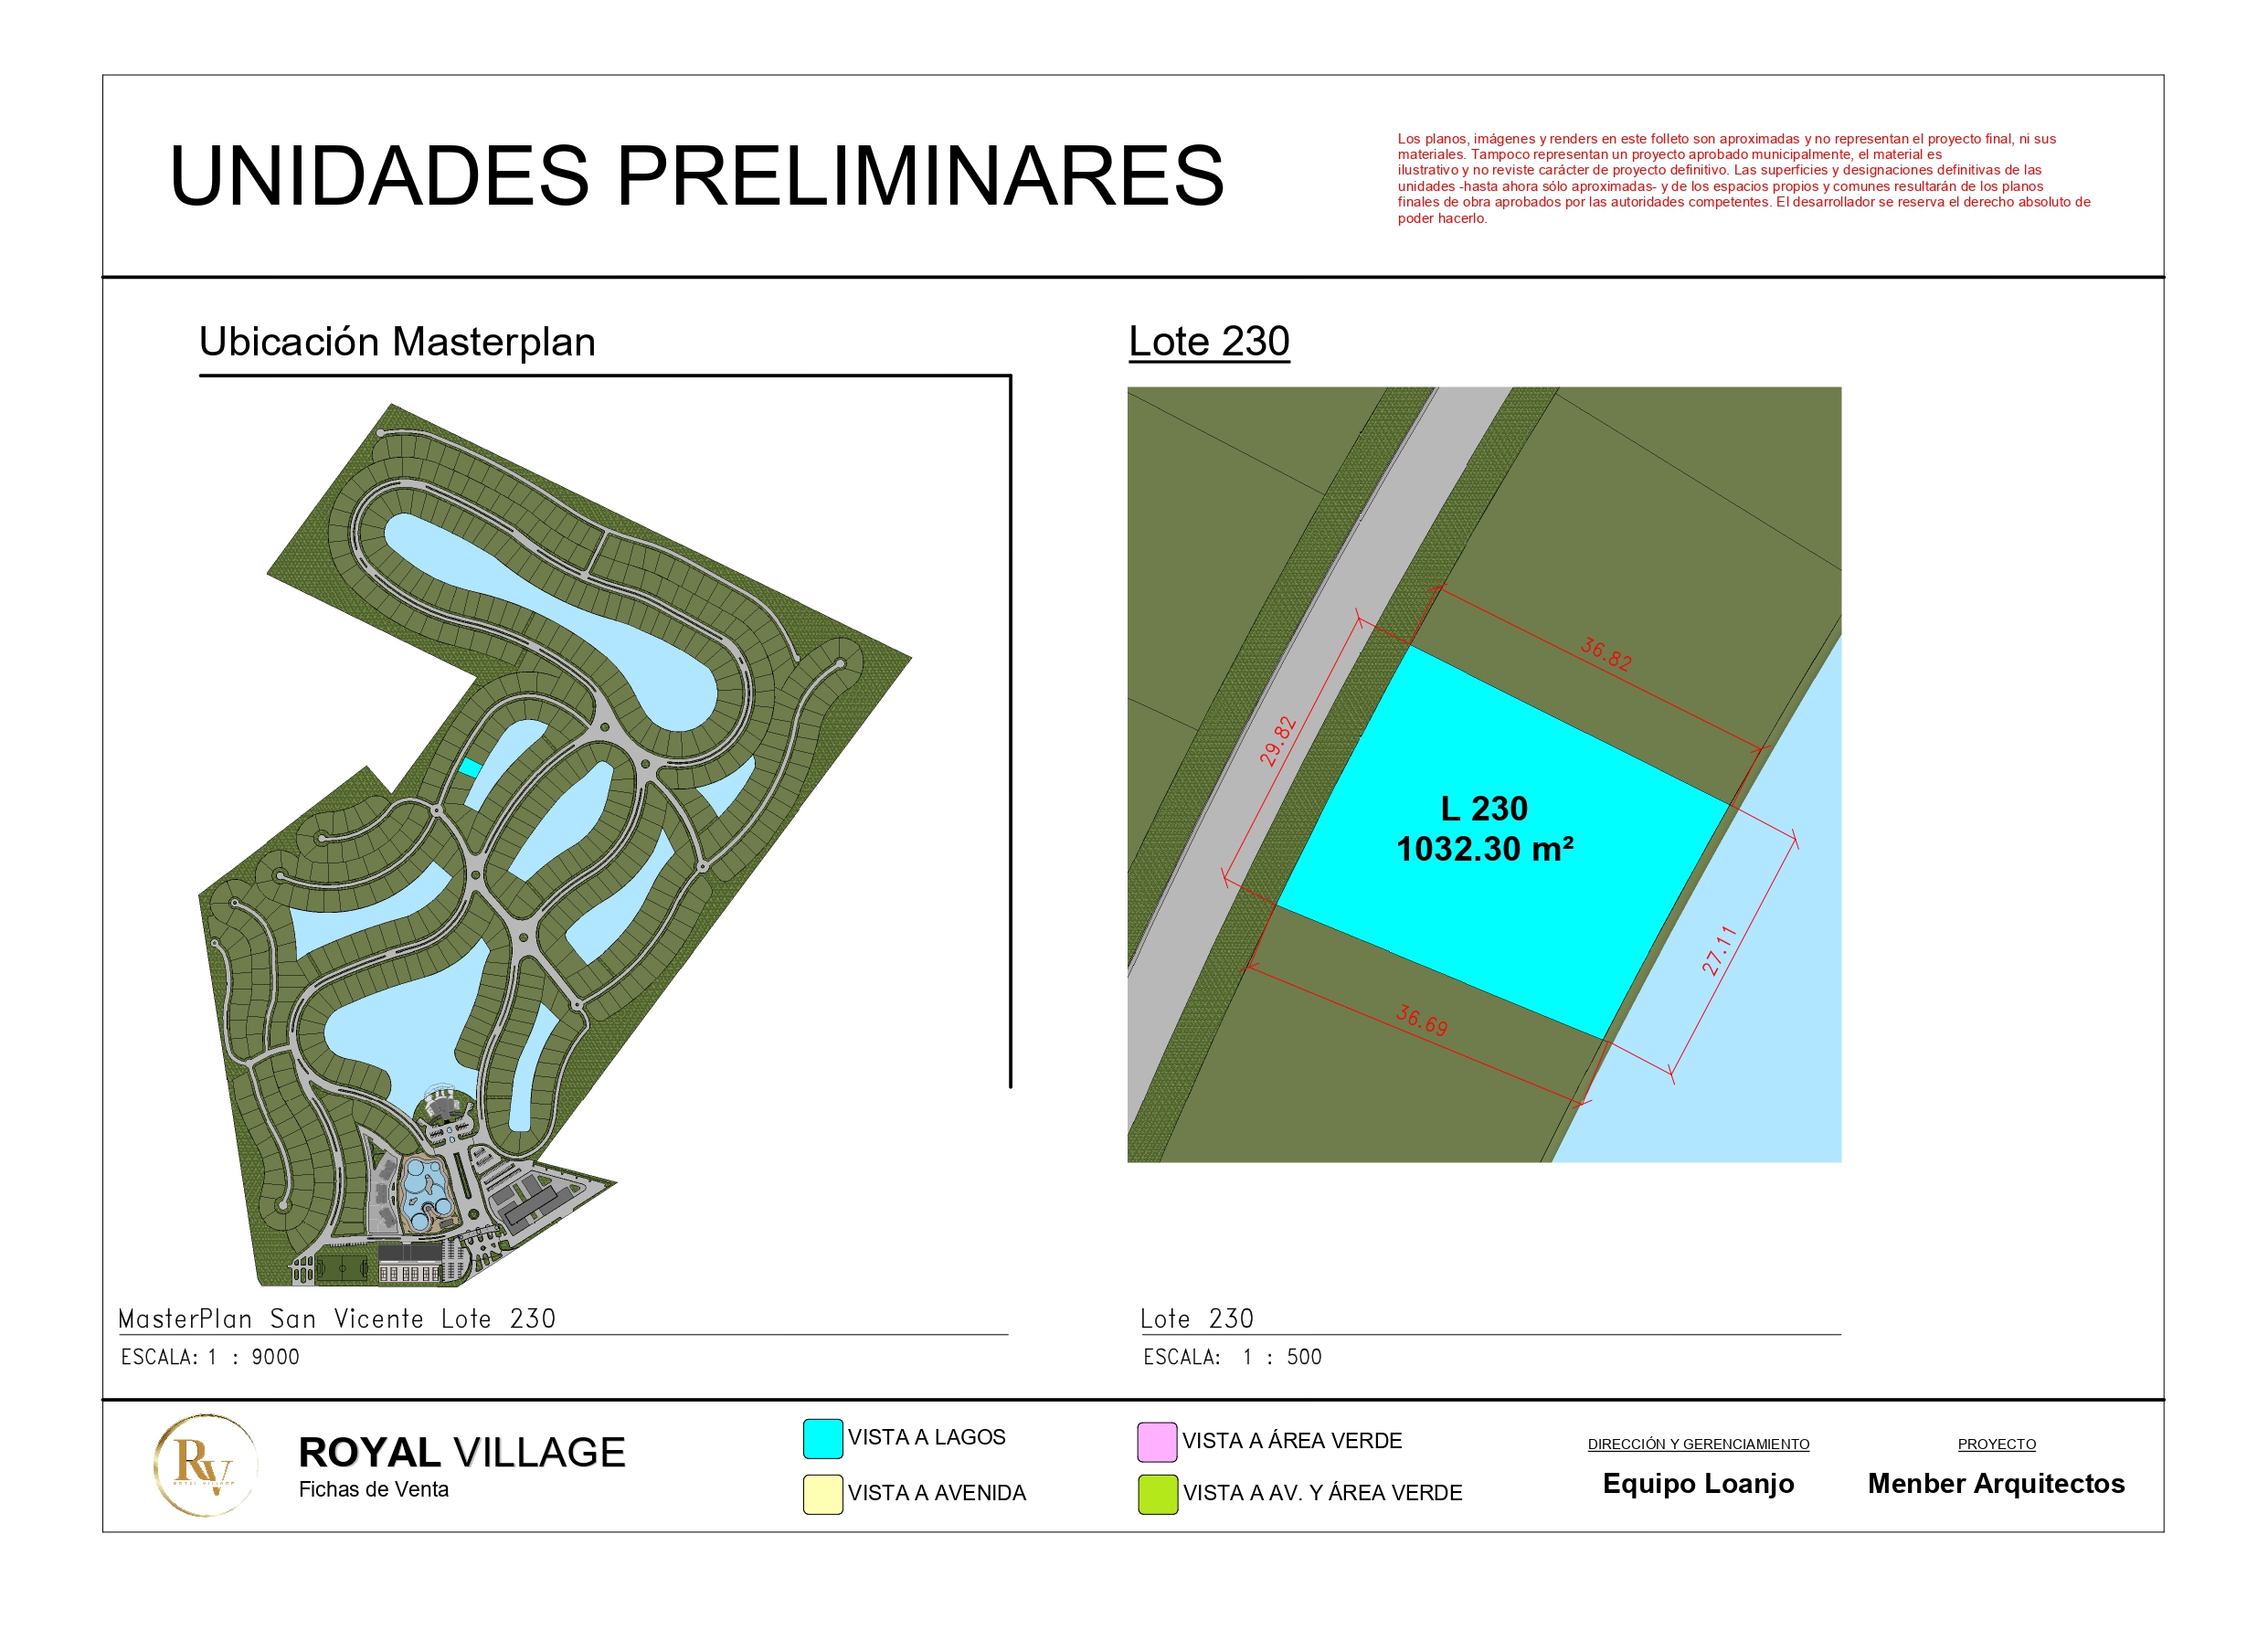 UNIDADES PRELIMINARES
Los planos, imágenes y renders en este folleto son aproximadas y no representan el proyecto final, ni sus
materiales. Tampoco representan un proyecto aprobado municipalmente, el material es
ilustrativo y no reviste carácter de proyecto definitivo. Las superficies y designaciones definitivas de las
unidades -hasta ahora sólo aproximadas- y de los espacios propios y comunes resultarán de los planos
finales de obra aprobados por las autoridades competentes. El desarrollador se reserva el derecho absoluto de
poder hacerlo.
Ubicación Masterplan
Lote 230
36.82
29.82
L 230
1032.30 m²
27.11
36.69
MasterPlan San Vicente Lote 230
ESCALA: 1 : 9000
Lote 230
ESCALA: 1 : 500
RV
ROYAL VILLAGE
ROYAL VILLAGE
Fichas de Venta
VISTA A LAGOS
VISTA A AVENIDA
VISTA A ÁREA VERDE
VISTA A AV. Y ÁREA VERDE
DIRECCIÓN Y GERENCIAMIENTO
Equipo Loanjo
PROYECTO
Menber Arquitectos